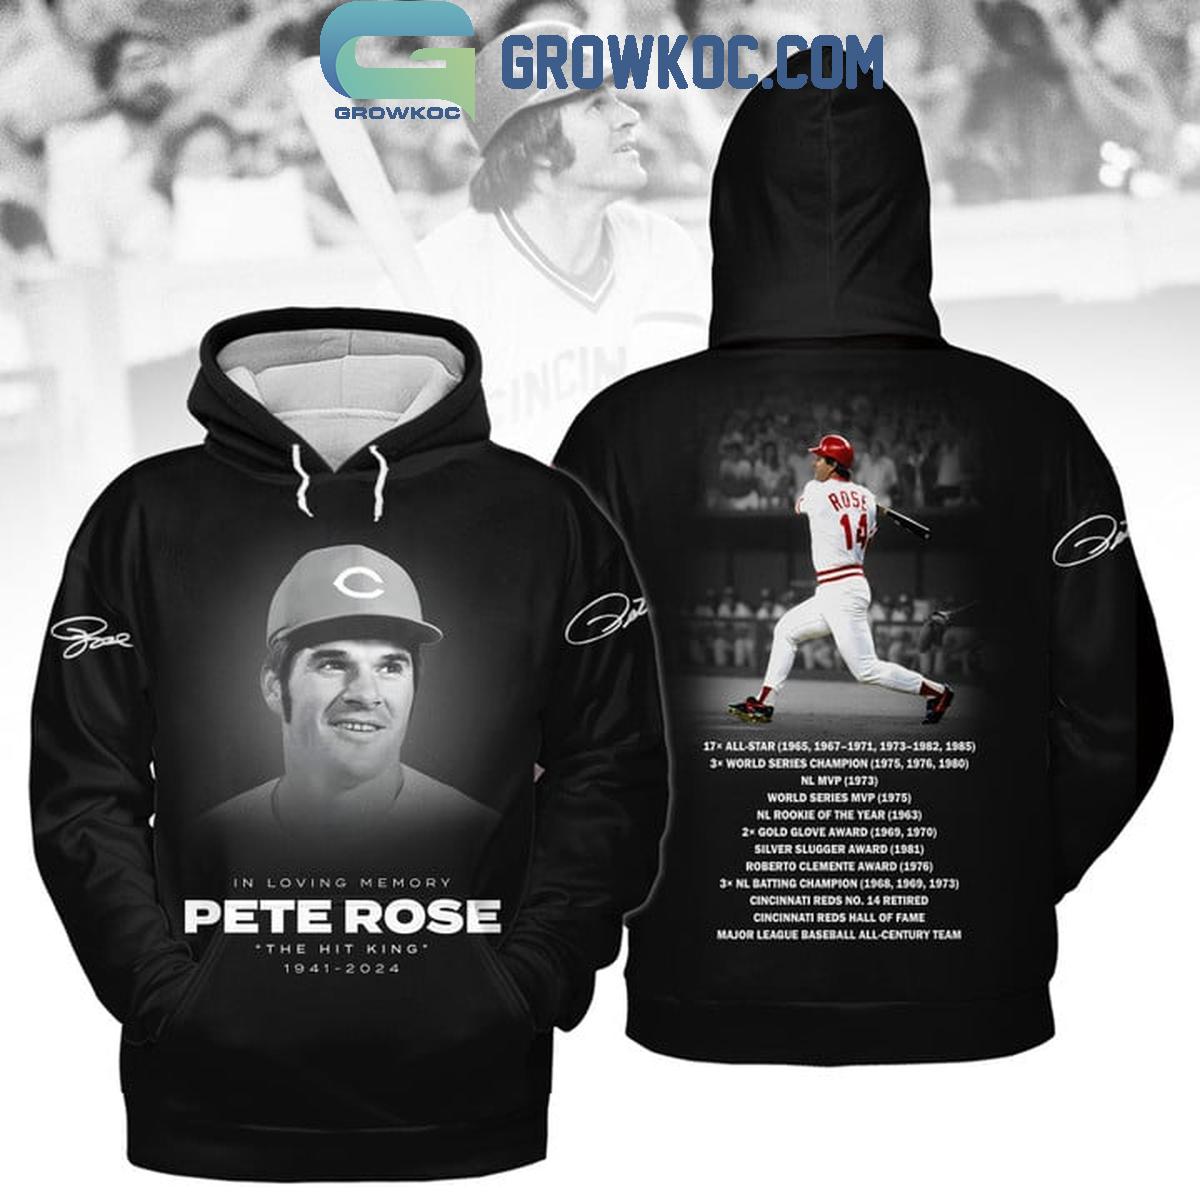 GROWKOC
GROWKOC.COM
CINCIN
Rose
Pete
IN LOVING MEMORY
PETE ROSE
"THE HIT KING"
1941-2024
ROSE
14
17× ALL-STAR (1965, 1967–1971, 1973–1982, 1985)
3× WORLD SERIES CHAMPION (1975, 1976, 1980)
NL MVP (1973)
WORLD SERIES MVP (1975)
NL ROOKIE OF THE YEAR (1963)
2× GOLD GLOVE AWARD (1969, 1970)
SILVER SLUGGER AWARD (1981)
ROBERTO CLEMENTE AWARD (1976)
3× NL BATTING CHAMPION (1968, 1969, 1973)
CINCINNATI REDS NO. 14 RETIRED
CINCINNATI REDS HALL OF FAME
MAJOR LEAGUE BASEBALL ALL-CENTURY TEAM